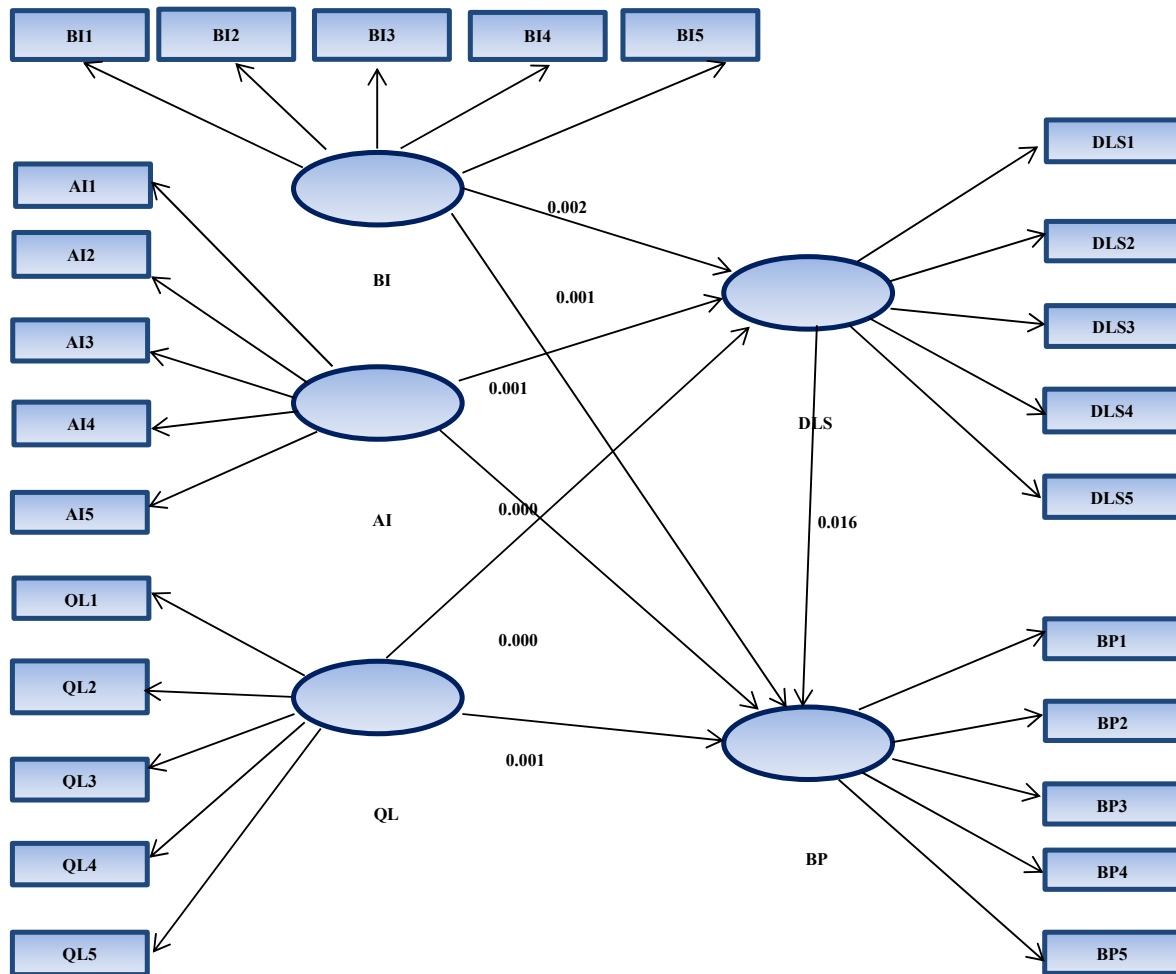 BI1
BI2
BI3
BI4
BI5
DLS1
AI1
0.002
DLS2
AI2
BI
0.001
DLS3
AI3
0.001
DLS4
AI4
DLS
DLS5
AI5
AI
0.000
0.016
QL1
0.000
BP1
QL2
BP2
0.001
QL3
BP3
QL
QL4
BP
BP4
QL5
BP5